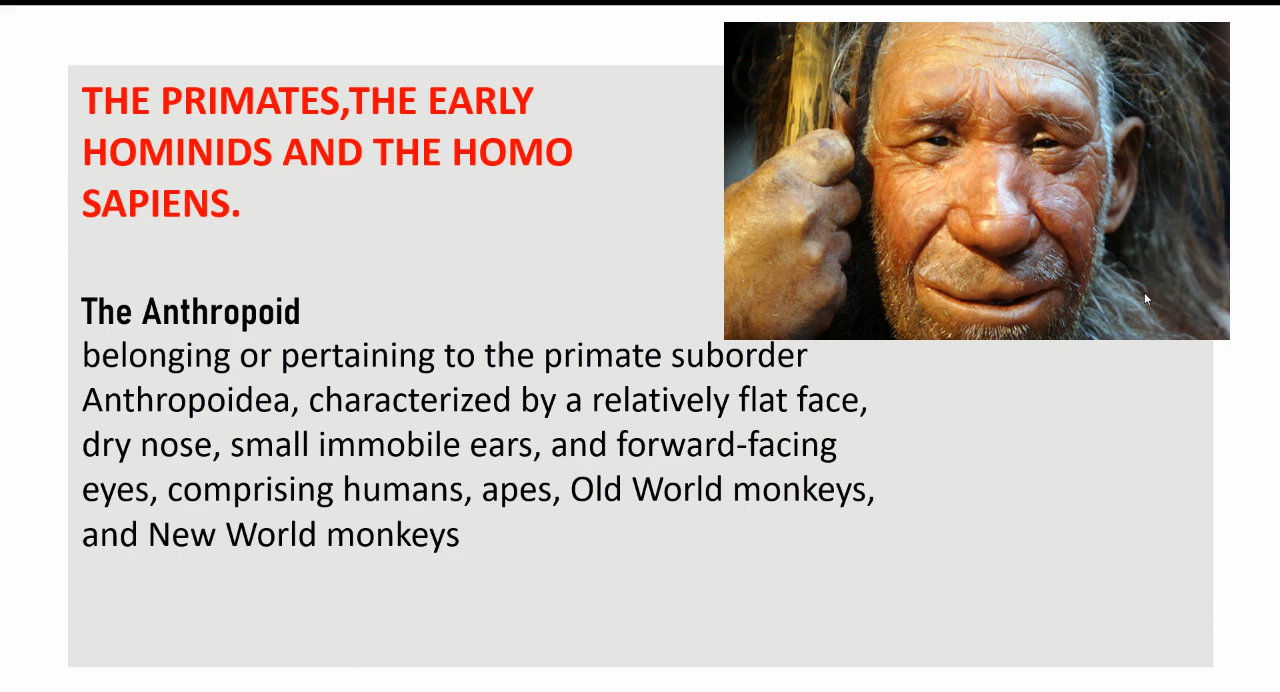 THE PRIMATES,THE EARLY
HOMINIDS AND THE HOMO
SAPIENS.
The Anthropoid
belonging or pertaining to the primate suborder
Anthropoidea, characterized by a relatively flat face,
dry nose, small immobile ears, and forward-facing
eyes, comprising humans, apes, Old World monkeys,
and New World monkeys